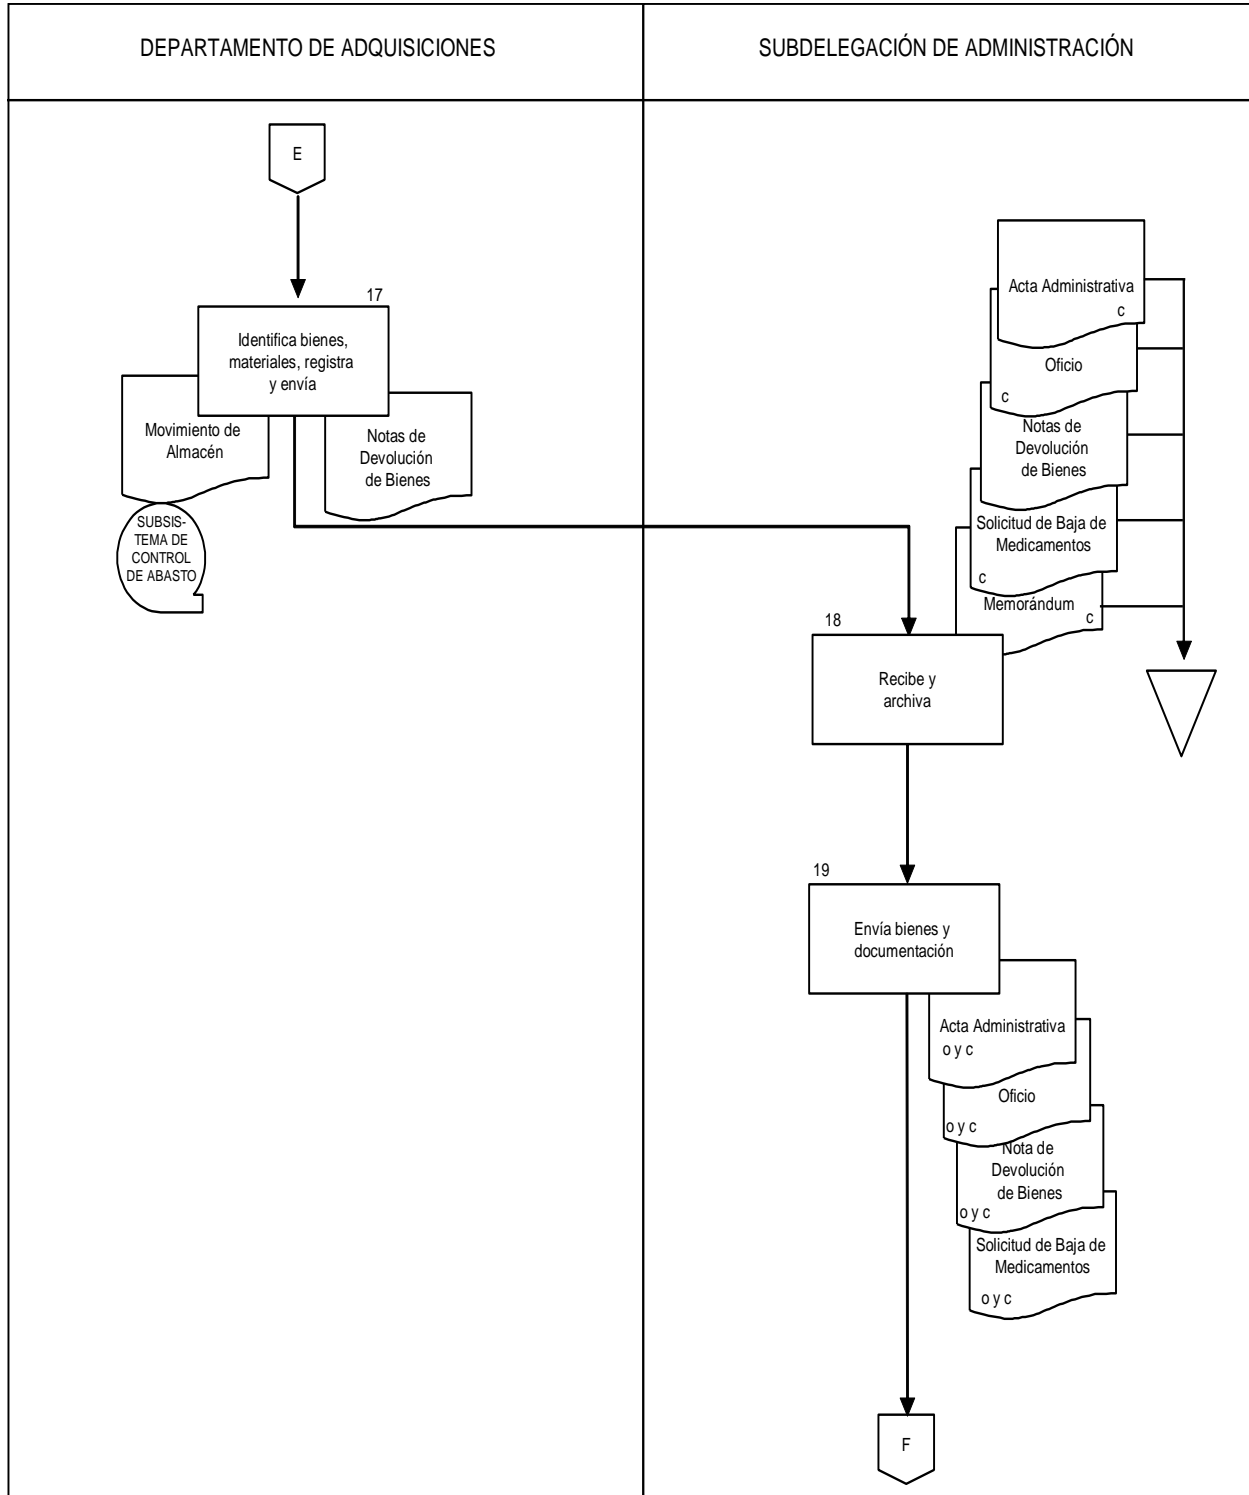 DEPARTAMENTO DE ADQUISICIONES
SUBDELEGACIÓN DE ADMINISTRACIÓN
E
17
Identifica bienes,
materiales, registra
y envía
Movimiento de
Almacén
Notas de
Devolución
de Bienes
SUBSIS-
TEMA DE
CONTROL
DE ABASTO
Acta Administrativa
c
Oficio
c
Notas de
Devolución
de Bienes
Solicitud de Baja de
Medicamentos
c
Memorándum
c
18
Recibe y
archiva
19
Envía bienes y
documentación
Acta Administrativa
o y c
Oficio
o y c
Nota de
Devolución
de Bienes
o y c
Solicitud de Baja de
Medicamentos
o y c
F